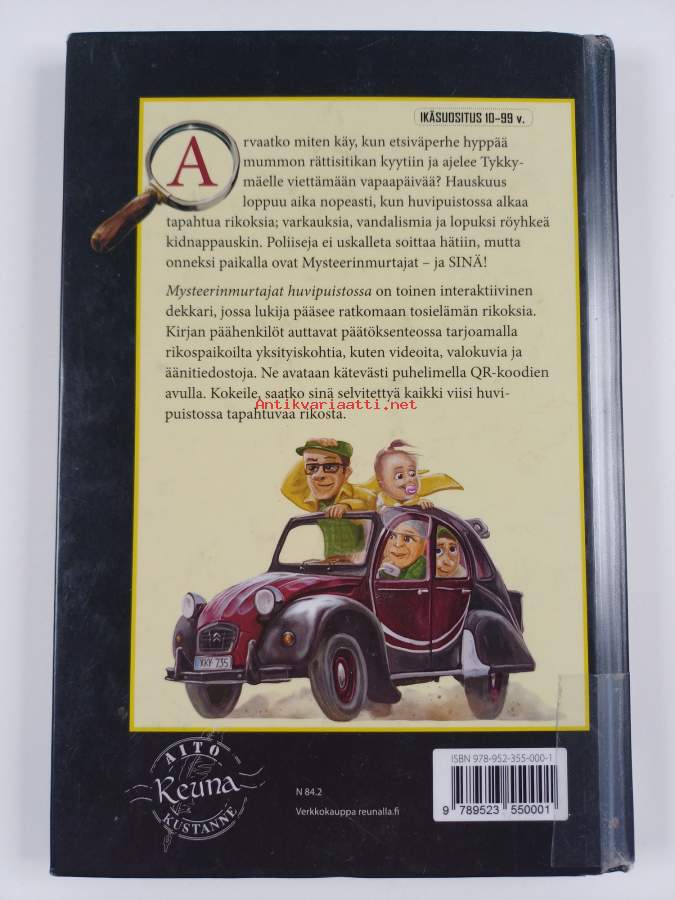 IKÄSUOSITUS 10–99 v.
Arvaatko miten käy, kun etsiväperhe hyppää
mummon rättisitikan kyytiin ja ajelee Tykky-
mäelle viettämään vapaapäivää? Hauskuus
loppuu aika nopeasti, kun huvipuistossa alkaa
tapahtua rikoksia; varkauksia, vandalismia ja lopuksi röyhkeä
kidnappauskin. Poliiseja ei uskalleta soittaa hätiin, mutta
onneksi paikalla ovat Mysteerinmurtajat – ja SINÄ!
Mysteerinmurtajat huvipuistossa on toinen interaktiivinen
dekkari, jossa lukija pääsee ratkomaan tosielämän rikoksia.
Kirjan päähenkilöt auttavat päätöksenteossa tarjoamalla
rikospaikoilta yksityiskohtia, kuten videoita, valokuvia ja
äänitiedostoja. Ne avataan kätevästi puhelimella QR-koodien
avulla. Kokeile, saatko sinä selvitettyä kaikki viisi huvi-
puistossa tapahtuvaa rikosta.
Antikvariaatti.net
XKY 735
AITO
Reuna
KUSTANNE
N 84.2
Verkkokauppa reunalla.fi
ISBN 978-952-355-000-1
9 789523 550001